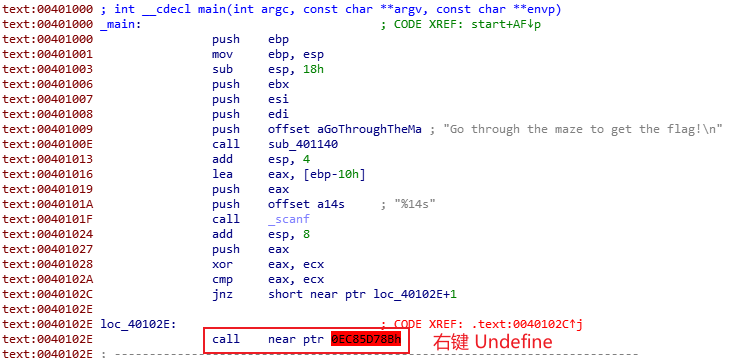 text:00401000 ; int __cdecl main(int argc, const char **argv, const char **envp)
text:00401000 _main: ; CODE XREF: start+AF↓p
text:00401000 push ebp
text:00401001 mov ebp, esp
text:00401003 sub esp, 18h
text:00401006 push ebx
text:00401007 push esi
text:00401008 push edi
text:00401009 push offset aGoThroughTheMa ; "Go through the maze to get the flag!\n"
text:0040100E call sub_401140
text:00401013 add esp, 4
text:00401016 lea eax, [ebp-10h]
text:00401019 push eax
text:0040101A push offset a14s ; "%14s"
text:0040101F call _scanf
text:00401024 add esp, 8
text:00401027 push eax
text:00401028 xor eax, ecx
text:0040102A cmp eax, ecx
text:0040102C jnz short near ptr loc_40102E+1
text:0040102E
text:0040102E loc_40102E: ; CODE XREF: .text:0040102C↑j
text:0040102E call near ptr 0EC85D78Bh 右键 Undefine
text:0040102E ; ---------------------------------------------------------------------------